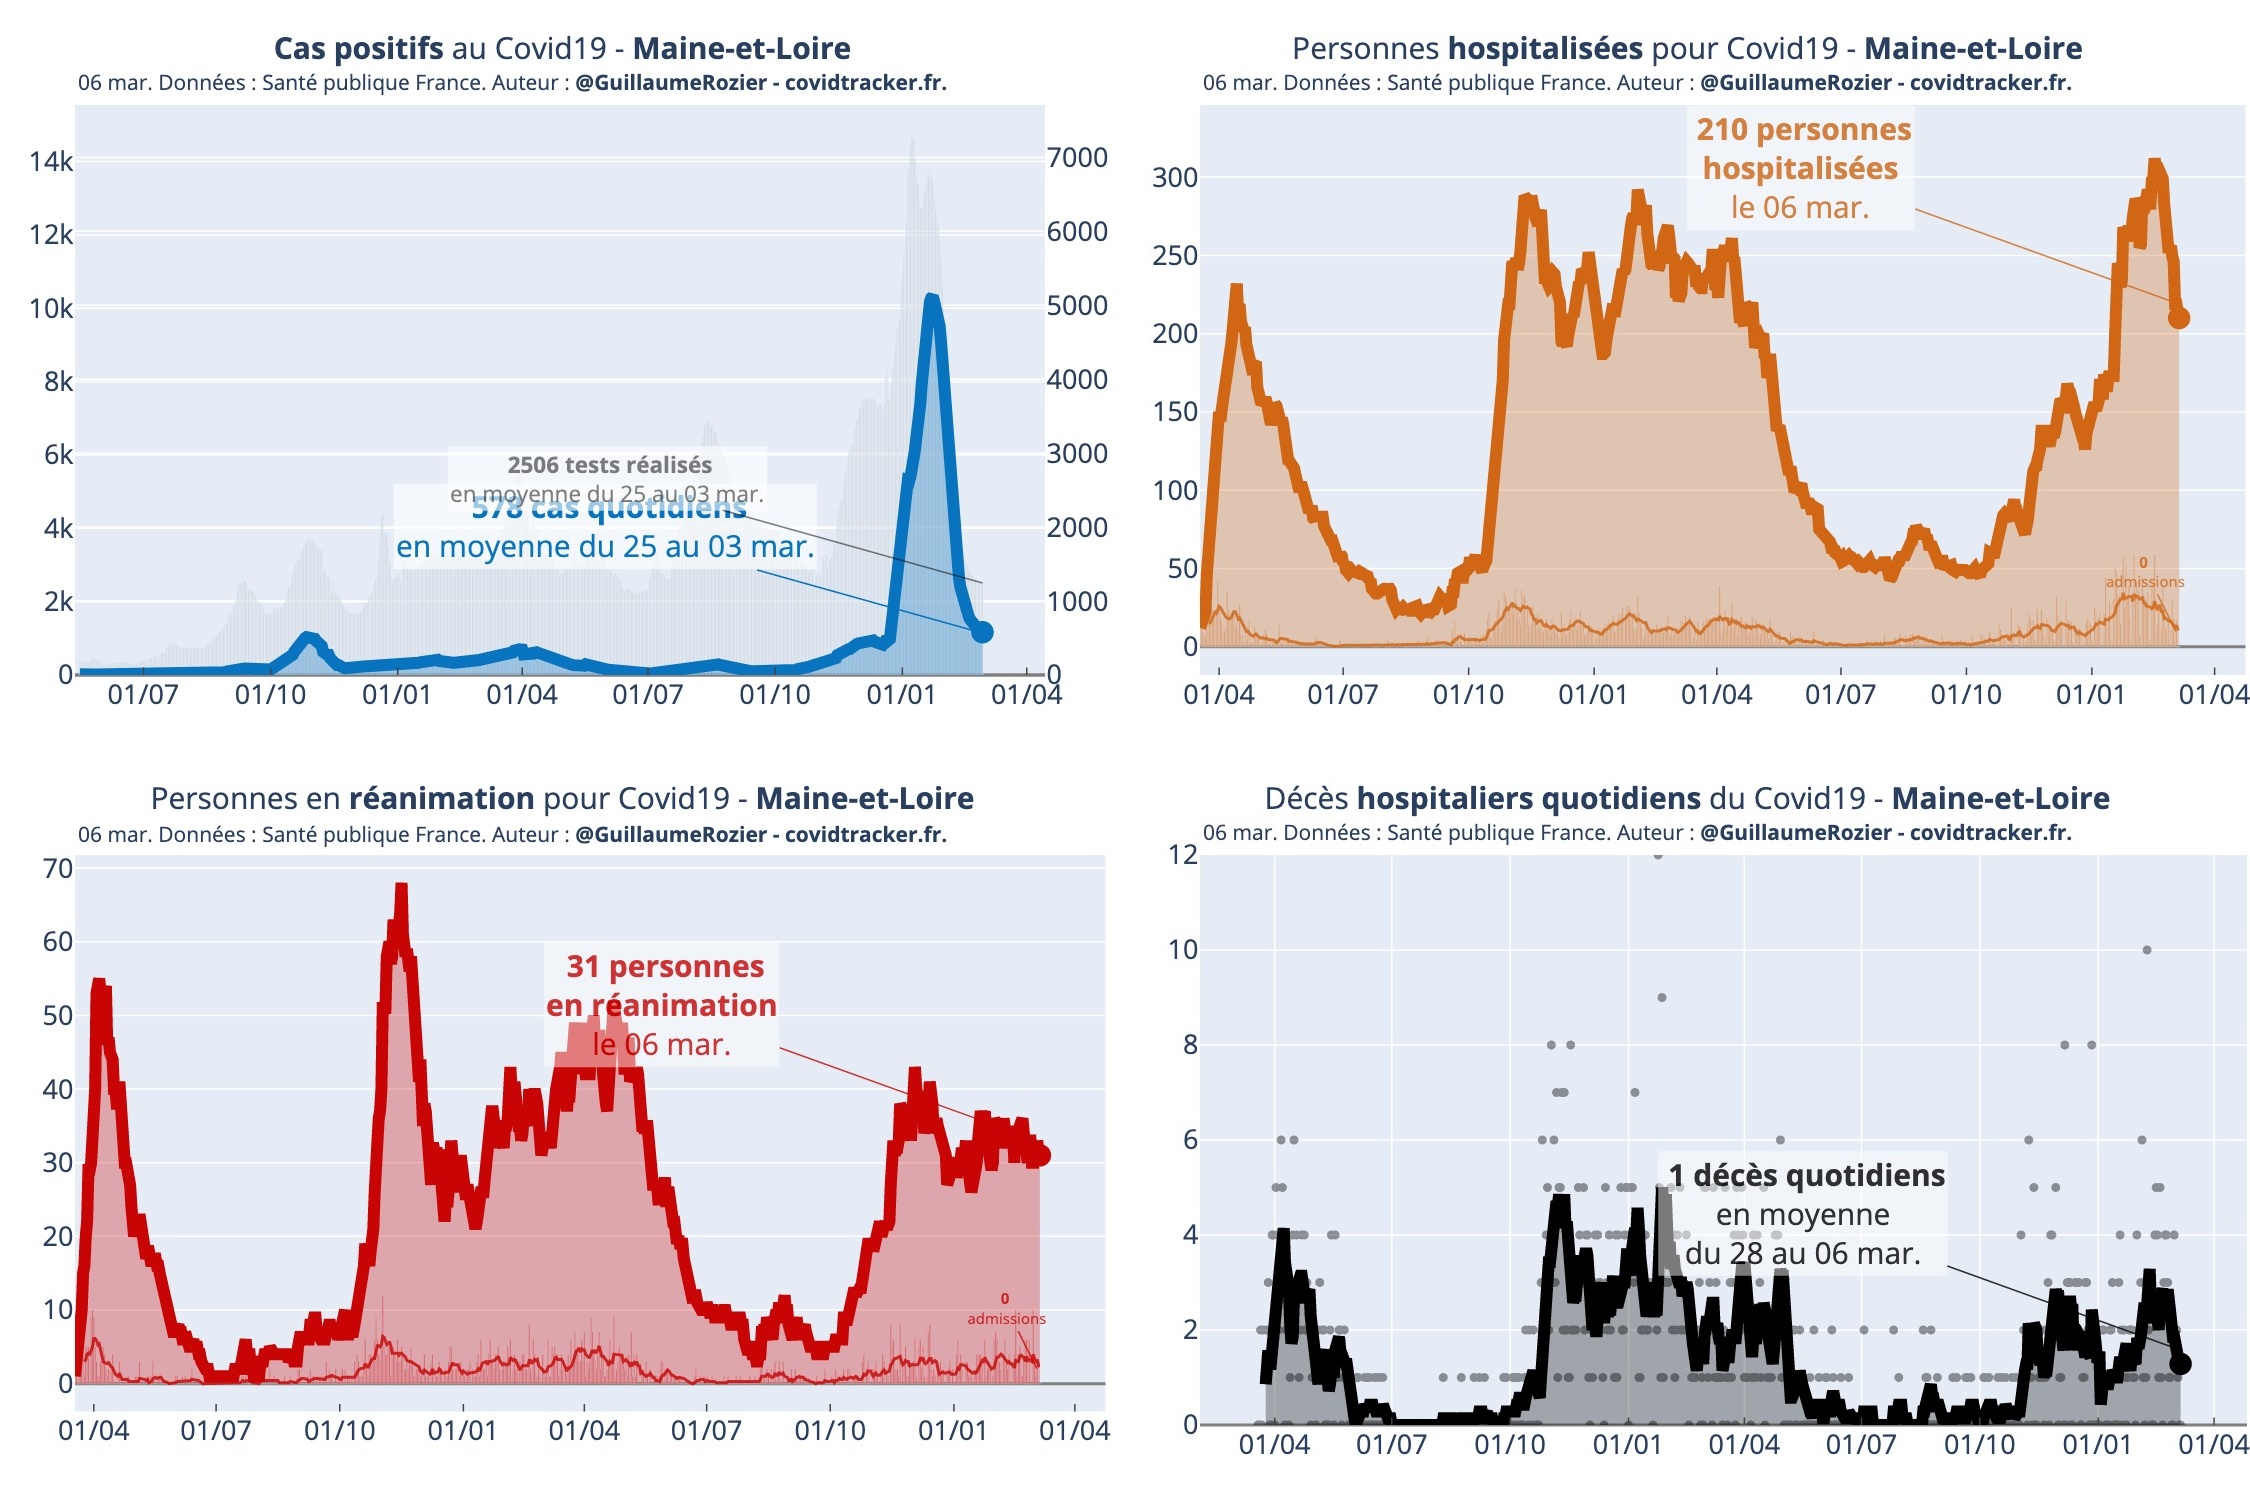 Cas positifs au Covid19 - Maine-et-Loire
06 mar. Données : Santé publique France. Auteur : @GuillaumeRozier - covidtracker.fr.
14k
12k
10k
8k
6k
4k
2k
0
7000
6000
5000
4000
3000
2000
1000
0
2506 tests réalisés
en moyenne du 25 au 03 mar.
578 cas quotidiens
en moyenne du 25 au 03 mar.
01/07 01/10 01/01 01/04 01/07 01/10 01/01 01/04
Personnes hospitalisées pour Covid19 - Maine-et-Loire
06 mar. Données : Santé publique France. Auteur : @GuillaumeRozier - covidtracker.fr.
300
250
200
150
100
50
0
210 personnes
hospitalisées
le 06 mar.
0
admissions
01/04 01/07 01/10 01/01 01/04 01/07 01/10 01/01 01/04
Personnes en réanimation pour Covid19 - Maine-et-Loire
06 mar. Données : Santé publique France. Auteur : @GuillaumeRozier - covidtracker.fr.
70
60
50
40
30
20
10
0
31 personnes
en réanimation
le 06 mar.
0
admissions
01/04 01/07 01/10 01/01 01/04 01/07 01/10 01/01 01/04
Décès hospitaliers quotidiens du Covid19 - Maine-et-Loire
06 mar. Données : Santé publique France. Auteur : @GuillaumeRozier - covidtracker.fr.
12
10
8
6
4
2
0
1 décès quotidiens
en moyenne
du 28 au 06 mar.
01/04 01/07 01/10 01/01 01/04 01/07 01/10 01/01 01/04